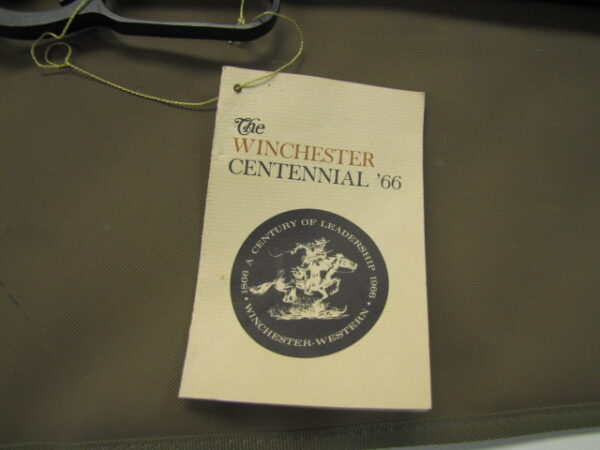 The
WINCHESTER
CENTENNIAL '66
1866 A CENTURY OF LEADERSHIP 1966
• WINCHESTER-WESTERN •